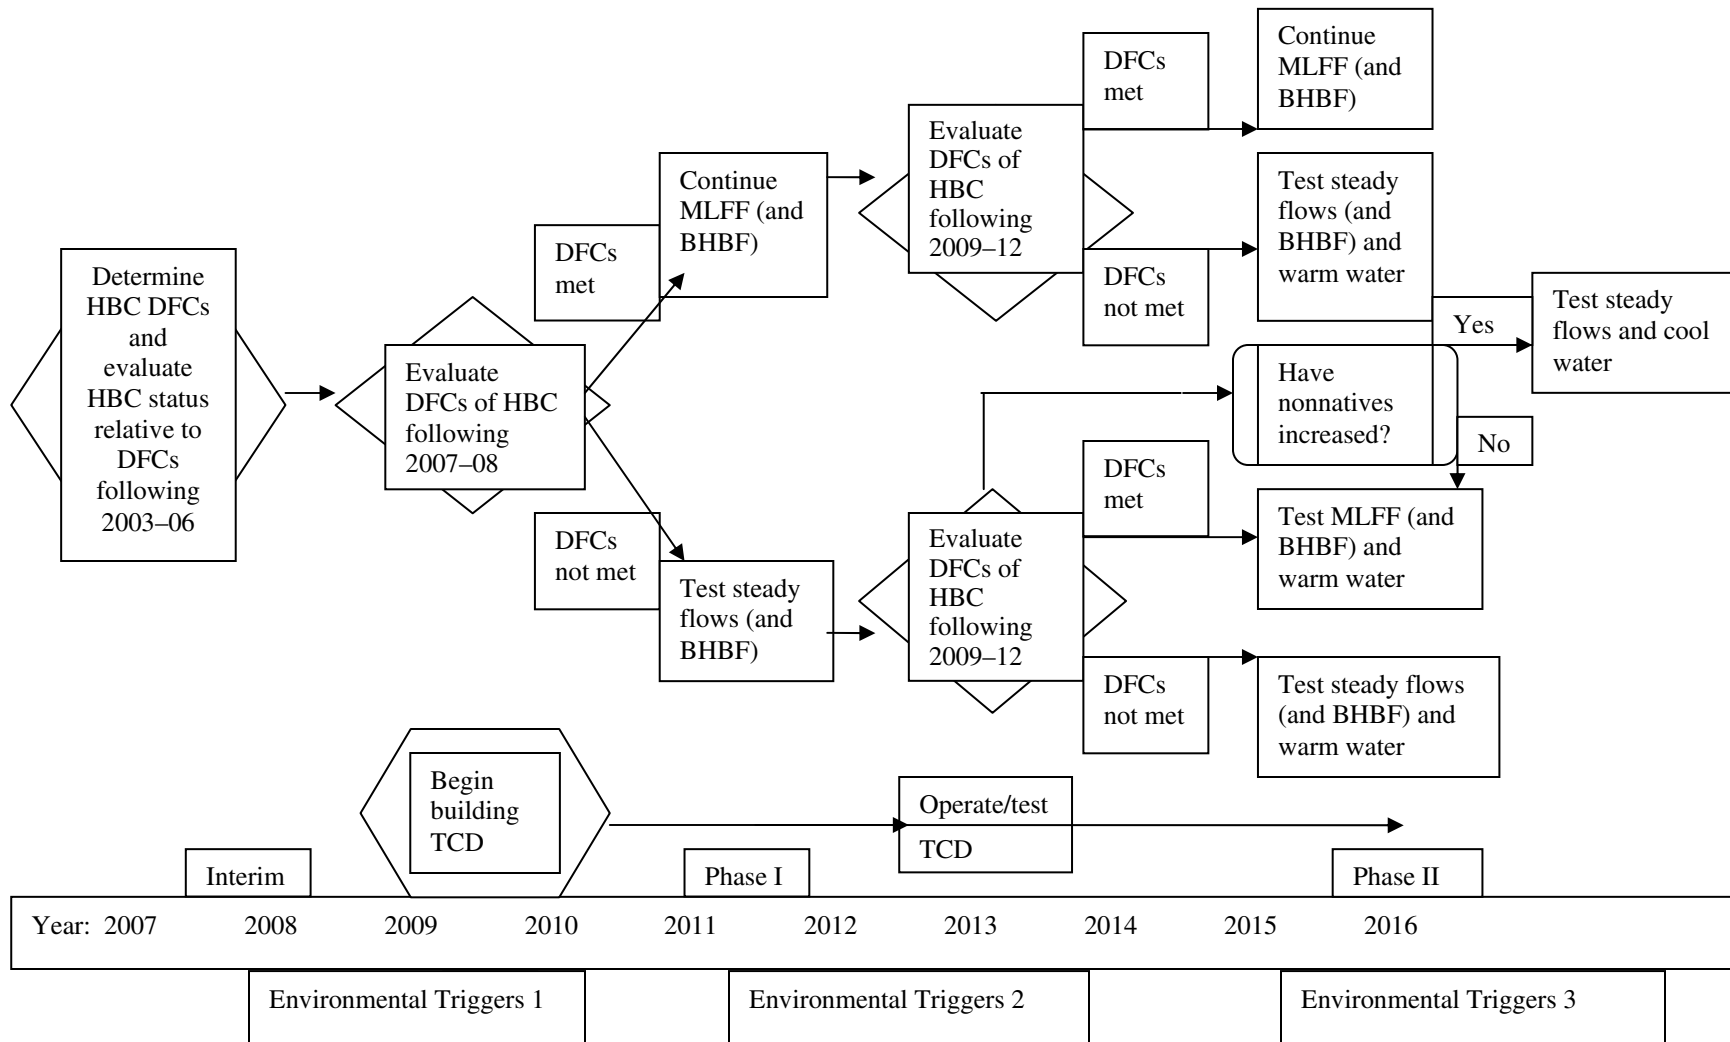 Determine
HBC DFCs
and
evaluate
HBC status
relative to
DFCs
following
2003–06
Evaluate
DFCs of HBC
following
2007–08
DFCs
met
Continue
MLFF (and
BHBF)
DFCs
not met
Test steady
flows (and
BHBF)
Evaluate
DFCs of
HBC
following
2009–12
DFCs
met
Continue
MLFF (and
BHBF)
DFCs
not met
Test steady
flows (and
BHBF) and
warm water
Evaluate
DFCs of
HBC
following
2009–12
Have
nonnatives
increased?
Yes
Test steady
flows and cool
water
No
DFCs
met
Test MLFF (and
BHBF) and
warm water
DFCs
not met
Test steady flows
(and BHBF) and
warm water
Begin
building
TCD
Operate/test
TCD
Interim
Phase I
Phase II
Year: 2007 2008 2009 2010 2011 2012 2013 2014 2015 2016
Environmental Triggers 1
Environmental Triggers 2
Environmental Triggers 3